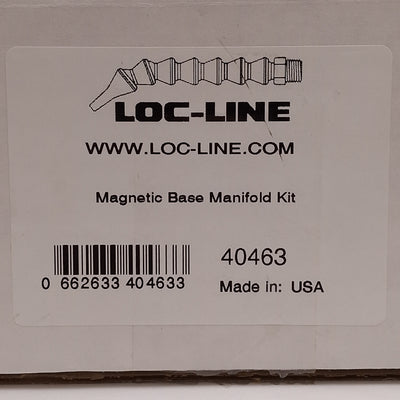 LOC-LINE
WWW.LOC-LINE.COM
Magnetic Base Manifold Kit
40463
0 662633 404633
Made in: USA